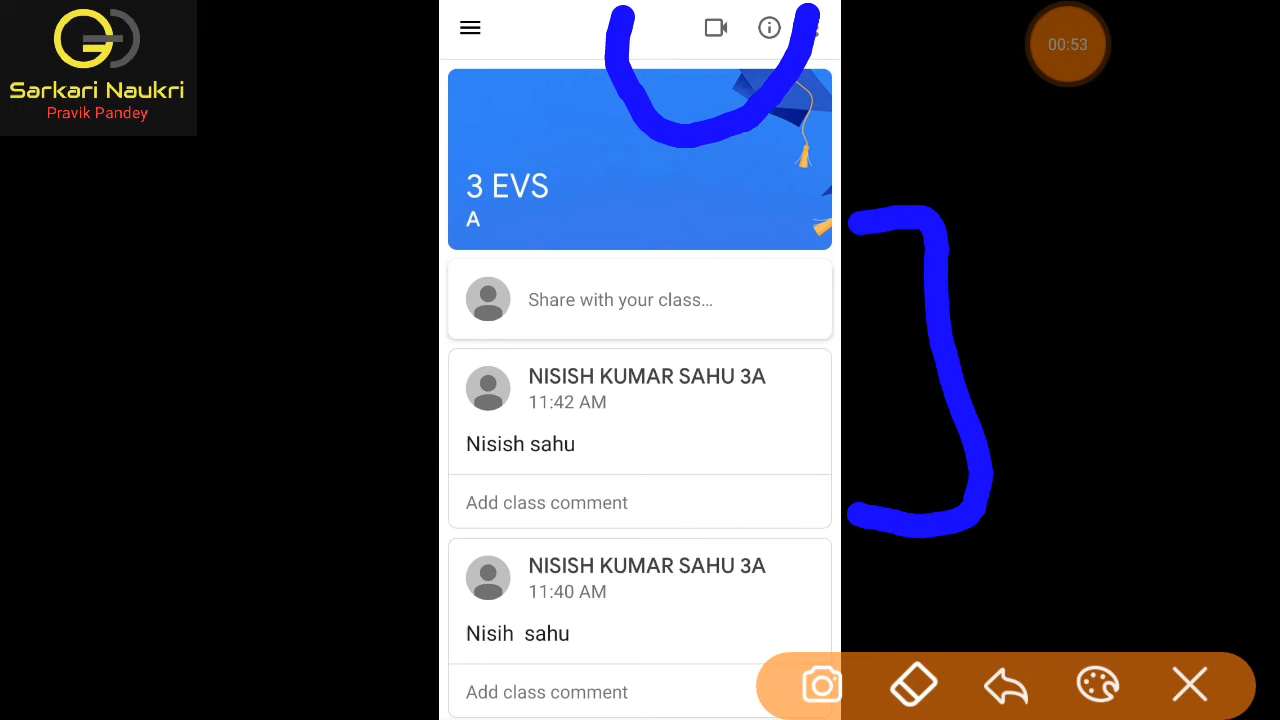 Sarkari Naukri
Pravik Pandey
00:53
3 EVS
A
Share with your class...
NISISH KUMAR SAHU 3A
11:42 AM
Nisish sahu
Add class comment
NISISH KUMAR SAHU 3A
11:40 AM
Nisih sahu
Add class comment